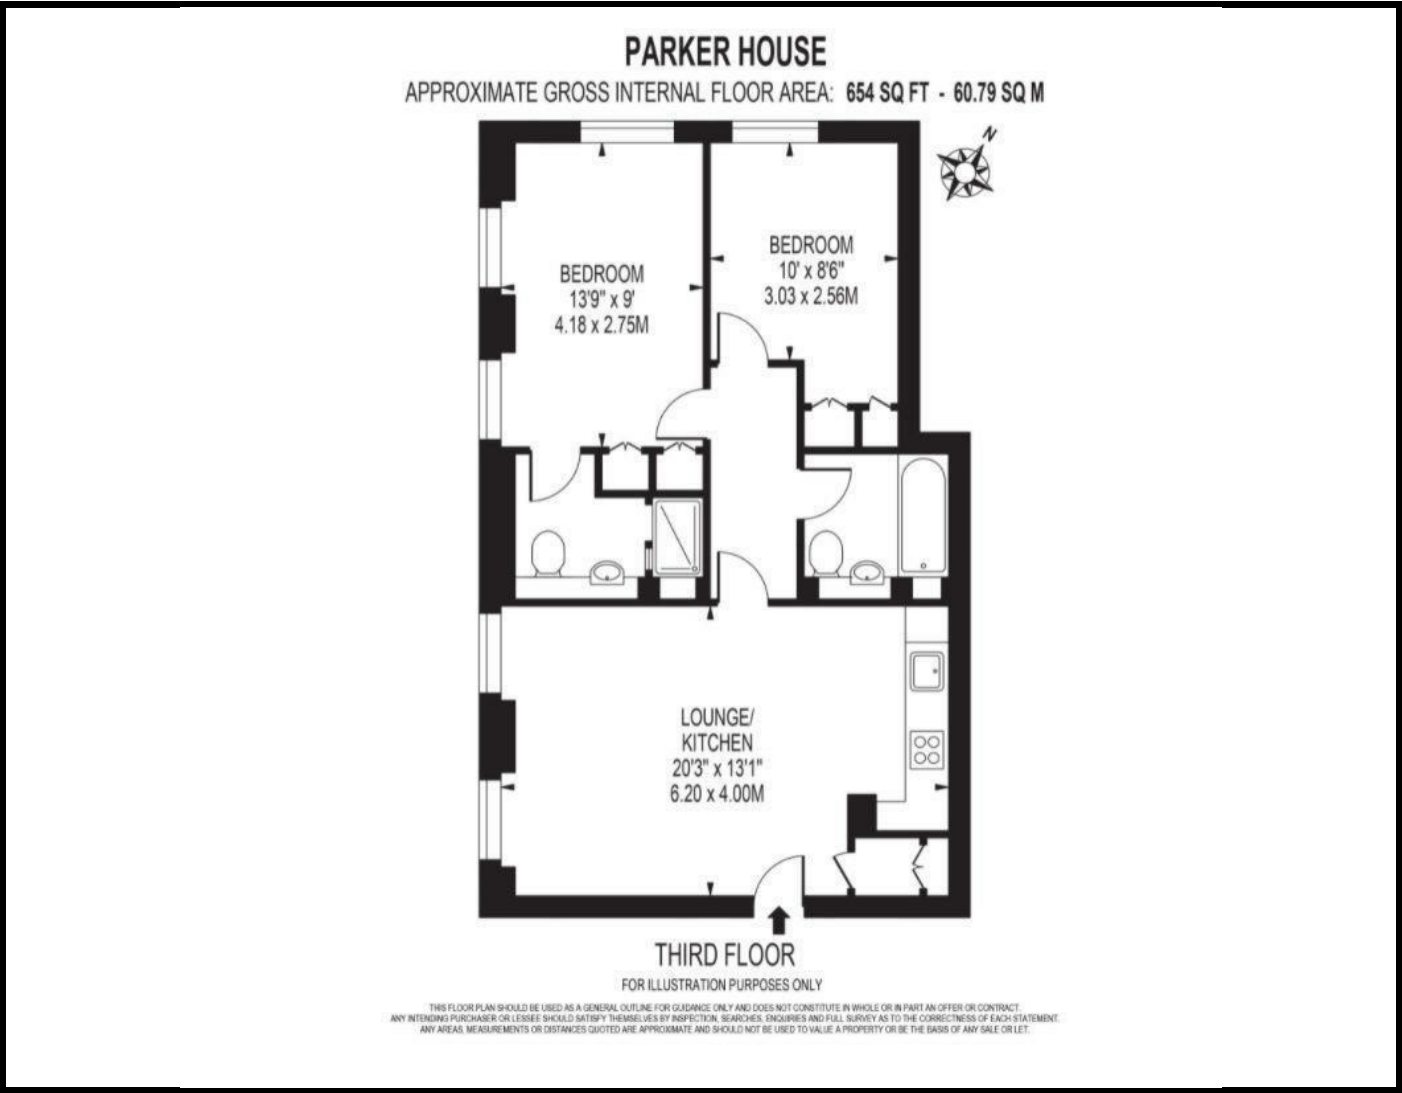 PARKER HOUSE
APPROXIMATE GROSS INTERNAL FLOOR AREA: 654 SQ FT - 60.79 SQ M
N
BEDROOM
10' x 8'6"
3.03 x 2.56M
BEDROOM
13'9" x 9'
4.18 x 2.75M
LOUNGE/
KITCHEN
20'3" x 13'1"
6.20 x 4.00M
THIRD FLOOR
FOR ILLUSTRATION PURPOSES ONLY
THIS FLOOR PLAN SHOULD BE USED AS A GENERAL OUTLINE FOR GUIDANCE ONLY AND DOES NOT CONSTITUTE IN WHOLE OR IN PART AN OFFER OR CONTRACT.
ANY INTENDING PURCHASER OR LESSEE SHOULD SATISFY THEMSELVES BY INSPECTION, SEARCHES, ENQUIRIES AND FULL SURVEY AS TO THE CORRECTNESS OF EACH STATEMENT.
ANY AREAS, MEASUREMENTS OR DISTANCES QUOTED ARE APPROXIMATE AND SHOULD NOT BE USED TO VALUE A PROPERTY OR BE THE BASIS OF ANY SALE OR LET.